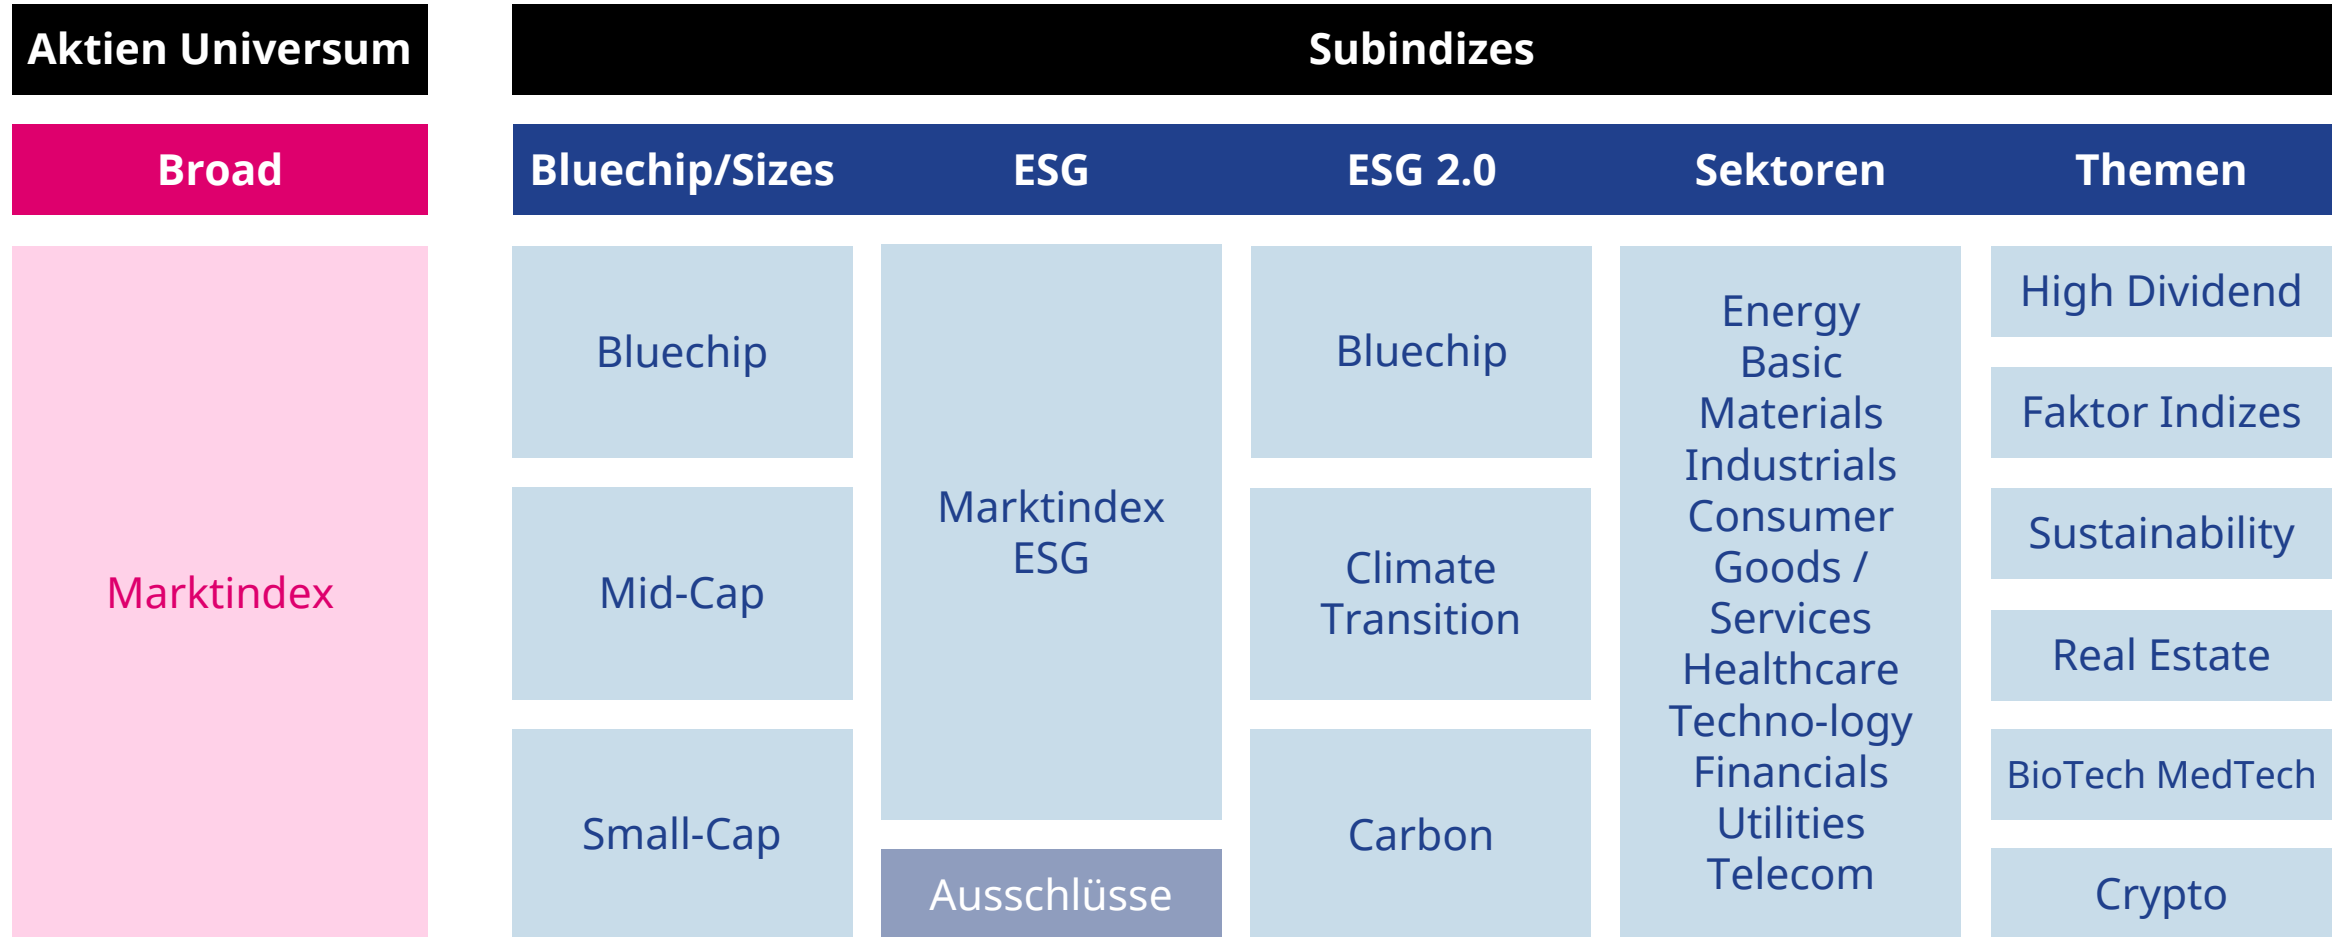 Aktien Universum
Subindizes
Broad
Bluechip/Sizes
ESG
ESG 2.0
Sektoren
Themen
Marktindex
Bluechip
Mid-Cap
Small-Cap
Marktindex
ESG
Ausschlüsse
Bluechip
Climate
Transition
Carbon
Energy
Basic
Materials
Industrials
Consumer
Goods /
Services
Healthcare
Techno-logy
Financials
Utilities
Telecom
High Dividend
Faktor Indizes
Sustainability
Real Estate
BioTech MedTech
Crypto